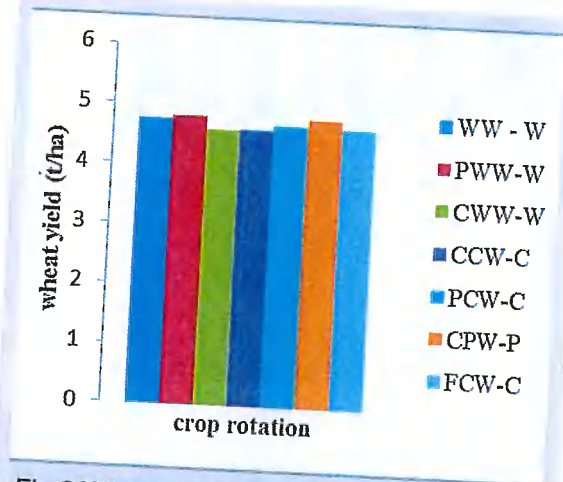 6
5
4
3
2
1
0
wheat yield (t/ha)
crop rotation
WW - W
PWW-W
CWW-W
CCW-C
PCW-C
CPW-P
FCW-C